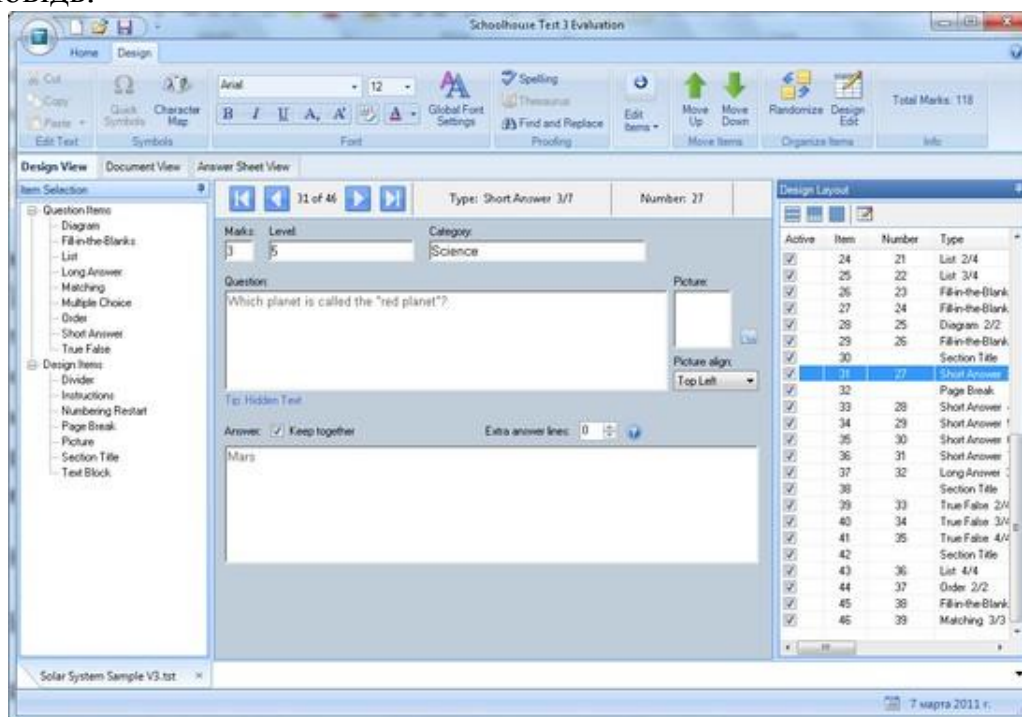 Schoolhouse Test 3 Evaluation
Home Design
Cut
Copy
Paste
Edit Text
Quick Symbols
Character Map
Symbols
Arial 12
B I U A, A' A
Global Font Settings
Font
Spelling
Thesaurus
Find and Replace
Proofing
Edit Items
Move Up
Move Down
Move Items
Randomize
Design Edit
Organize Items
Total Marks: 118
Info
Design View Document View Answer Sheet View
Item Selection
Question Items
Diagram
Fill-in-the-Blanks
List
Long Answer
Matching
Multiple Choice
Order
Short Answer
True False
Design Items
Divider
Instructions
Numbering Restart
Page Break
Picture
Section Title
Text Block
31 of 46 Type: Short Answer 3/7 Number: 27
Marks: Level: Category:
3 5 Science
Question: Picture:
Which planet is called the "red planet"?
Picture align:
Top Left
Tip: Hidden Text
Answer: Keep together Extra answer lines: 0
Mars
Design Layout
Active Item Number Type
24 21 List 2/4
25 22 List 3/4
26 23 Fill-in-the-Blank
27 24 Fill-in-the-Blank
28 25 Diagram 2/2
29 26 Fill-in-the-Blank
30 Section Title
31 27 Short Answer
32 Page Break
33 28 Short Answer
34 29 Short Answer
35 30 Short Answer
36 31 Short Answer
37 32 Long Answer
38 Section Title
39 33 True False 2/4
40 34 True False 3/4
41 35 True False 4/4
42 Section Title
43 36 List 4/4
44 37 Order 2/2
45 38 Fill-in-the-Blank
46 39 Matching 3/3
Solar System Sample V3.tst
7 марта 2011 г.